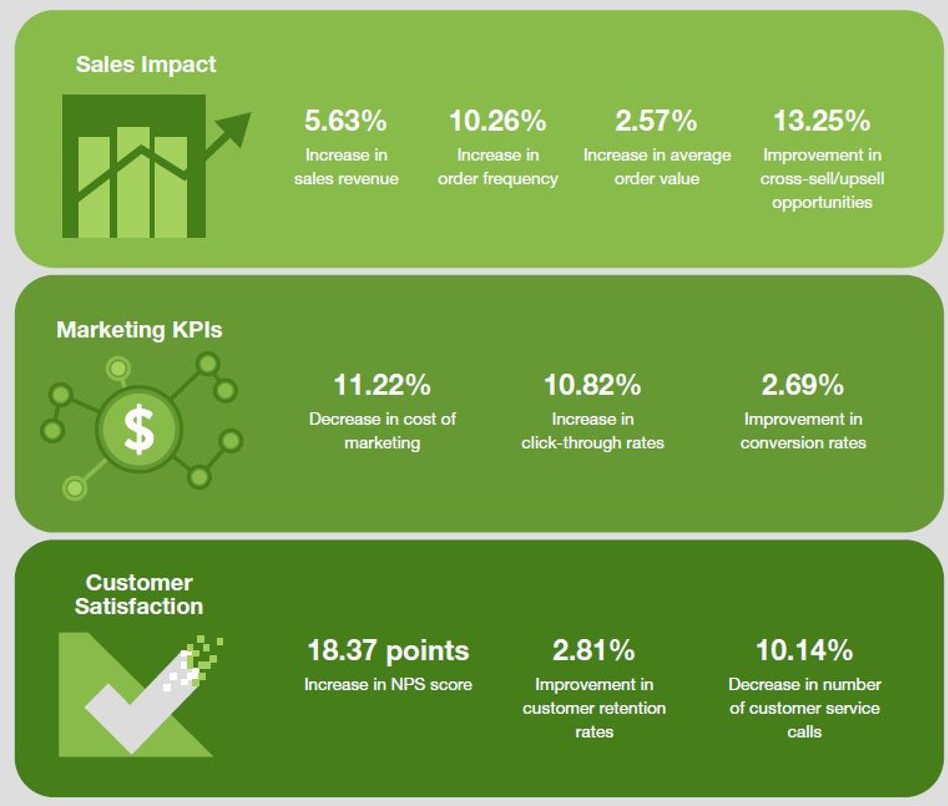 Sales Impact
5.63%
Increase in
sales revenue
10.26%
Increase in
order frequency
2.57%
Increase in average
order value
13.25%
Improvement in
cross-sell/upsell
opportunities
Marketing KPIs
$
11.22%
Decrease in cost of
marketing
10.82%
Increase in
click-through rates
2.69%
Improvement in
conversion rates
Customer
Satisfaction
18.37 points
Increase in NPS score
2.81%
Improvement in
customer retention
rates
10.14%
Decrease in number
of customer service
calls